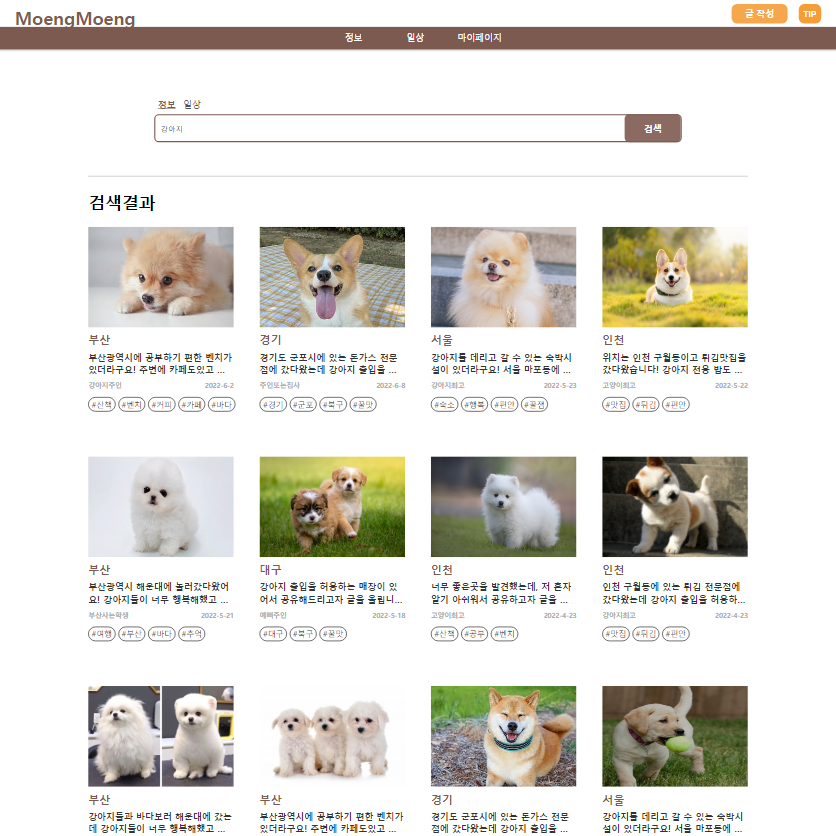 MoengMoeng
글 작성
TIP
정보 일상 마이페이지
정보 일상
강아지
검색
검색결과
부산
부산광역시에 공부하기 편한 벤치가
있더라구요! 주변에 카페도있고 ...
강아지주인 2022-6-2
#산책 #벤치 #커피 #카페 #바다
경기
경기도 군포시에 있는 돈가스 전문
점에 갔다왔는데 강아지 출입을 ...
주인또는집사 2022-6-8
#경기 #군포 #북구 #꿀맛
서울
강아지를 데리고 갈 수 있는 숙박시
설이 있더라구요! 서울 마포동에 ...
강아지최고 2022-5-23
#숙소 #행복 #편안 #꿀잼
인천
위치는 인천 구월동이고 튀김맛집을
갔다왔습니다! 강아지 전용 밥도 ...
고양이최고 2022-5-22
#맛집 #튀김 #편안
부산
부산광역시 해운대에 놀러갔다왔어
요! 강아지들이 너무 행복해했고 ...
부산사는학생 2022-5-21
#여행 #부산 #바다 #추억
대구
강아지 출입을 허용하는 매장이 있
어서 공유해드리고자 글을 올립니...
예삐주인 2022-5-18
#대구 #북구 #꿀맛
인천
너무 좋은곳을 발견했는데, 저 혼자
알기 아쉬워서 공유하고자 글을 ...
고양이최고 2022-4-23
#산책 #공부 #벤치
인천
인천 구월동에 있는 튀김 전문점에
갔다왔는데 강아지 출입을 허용하...
강아지최고 2022-4-23
#맛집 #튀김 #편안
부산
강아지들과 바다보러 해운대에 갔는
데 강아지들이 너무 행복해했고 ...
부산
부산광역시에 공부하기 편한 벤치가
있더라구요! 주변에 카페도있고 ...
경기
경기도 군포시에 있는 돈가스 전문
점에 갔다왔는데 강아지 출입을 ...
서울
강아지를 데리고 갈 수 있는 숙박시
설이 있더라구요! 서울 마포동에 ...